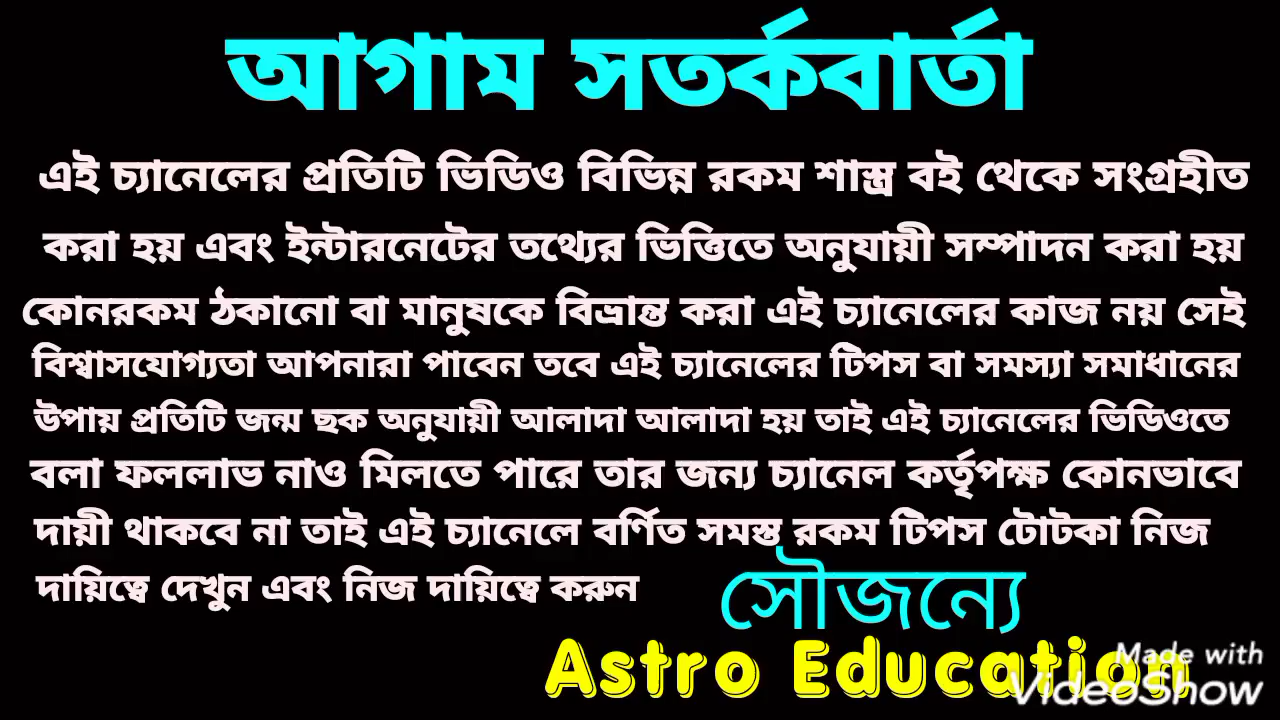 আগাম সতর্কবার্তা
এই চ্যানেলের প্রতিটি ভিডিও বিভিন্ন রকম শাস্ত্র বই থেকে সংগ্রহীত
করা হয় এবং ইন্টারনেটের তথ্যের ভিত্তিতে অনুযায়ী সম্পাদন করা হয়
কোনরকম ঠকানো বা মানুষকে বিভ্রান্ত করা এই চ্যানেলের কাজ নয় সেই
বিশ্বাসযোগ্যতা আপনারা পাবেন তবে এই চ্যানেলের টিপস বা সমস্যা সমাধানের
উপায় প্রতিটি জন্ম ছক অনুযায়ী আলাদা আলাদা হয় তাই এই চ্যানেলের ভিডিওতে
বলা ফললাভ নাও মিলতে পারে তার জন্য চ্যানেল কর্তৃপক্ষ কোনভাবে
দায়ী থাকবে না তাই এই চ্যানেলে বর্ণিত সমস্ত রকম টিপস টোটকা নিজ
দায়িত্বে দেখুন এবং নিজ দায়িত্বে করুন
সৌজন্যে
Astro Education
Made with
VideoShow